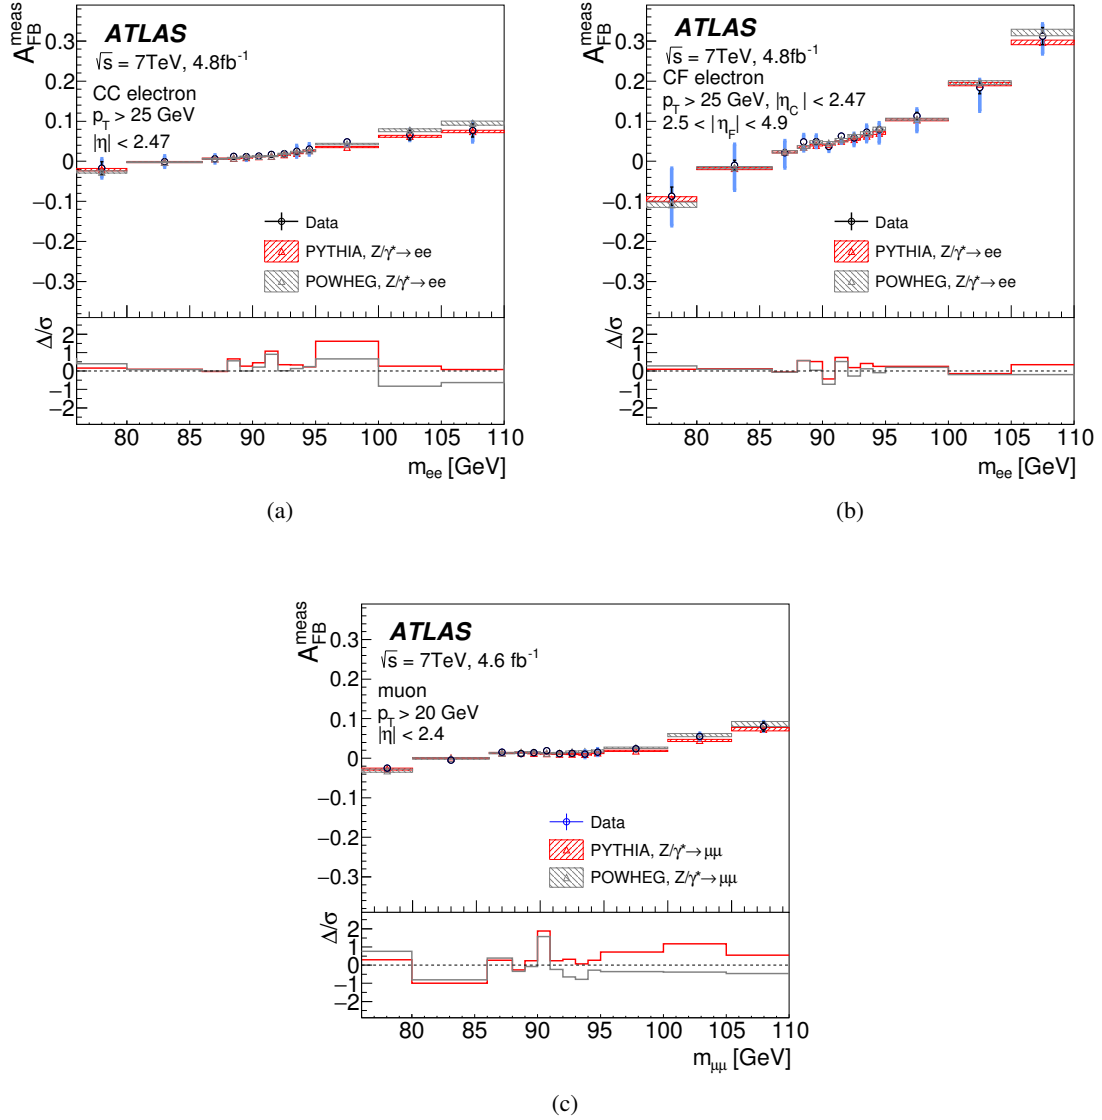 A_FB^meas
0.3
0.2
0.1
0
−0.1
−0.2
−0.3
ATLAS
√s = 7TeV, 4.8fb⁻¹
CC electron
p_T > 25 GeV
|η| < 2.47
Data
PYTHIA, Z/γ*→ee
POWHEG, Z/γ*→ee
Δ/σ
2
1
0
−1
−2
80 85 90 95 100 105 110
m_ee [GeV]
(a)
A_FB^meas
0.3
0.2
0.1
0
−0.1
−0.2
−0.3
ATLAS
√s = 7TeV, 4.8fb⁻¹
CF electron
p_T > 25 GeV, |η_C| < 2.47
2.5 < |η_F| < 4.9
Data
PYTHIA, Z/γ*→ee
POWHEG, Z/γ*→ee
Δ/σ
2
1
0
−1
−2
80 85 90 95 100 105 110
m_ee [GeV]
(b)
A_FB^meas
0.3
0.2
0.1
0
−0.1
−0.2
−0.3
ATLAS
√s = 7TeV, 4.6 fb⁻¹
muon
p_T > 20 GeV
|η| < 2.4
Data
PYTHIA, Z/γ*→μμ
POWHEG, Z/γ*→μμ
Δ/σ
2
1
0
−1
−2
80 85 90 95 100 105 110
m_μμ [GeV]
(c)